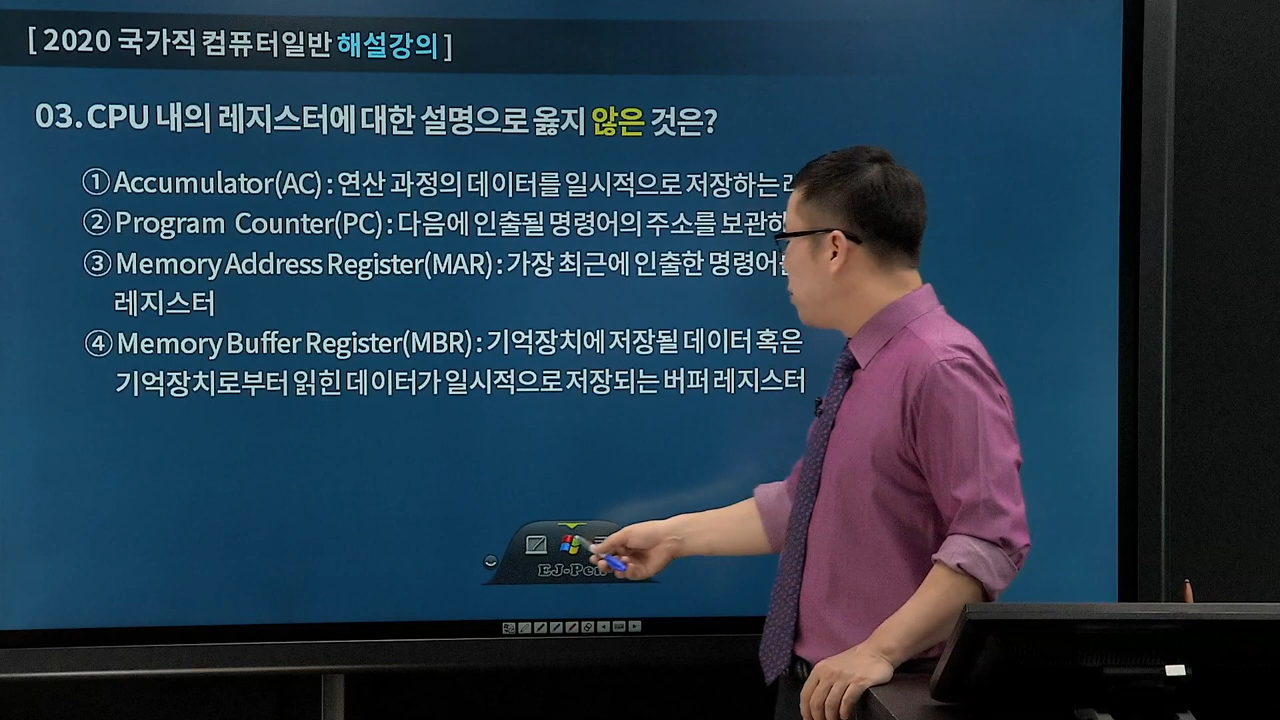 [ 2020 국가직 컴퓨터일반 해설강의 ]
03. CPU 내의 레지스터에 대한 설명으로 옳지 않은 것은?
① Accumulator(AC) : 연산 과정의 데이터를 일시적으로 저장하는
② Program Counter(PC) : 다음에 인출될 명령어의 주소를 보관하
③ Memory Address Register(MAR) : 가장 최근에 인출한 명령어를
레지스터
④ Memory Buffer Register(MBR) : 기억장치에 저장될 데이터 혹은
기억장치로부터 읽힌 데이터가 일시적으로 저장되는 버퍼 레지스터
EJ-Pen